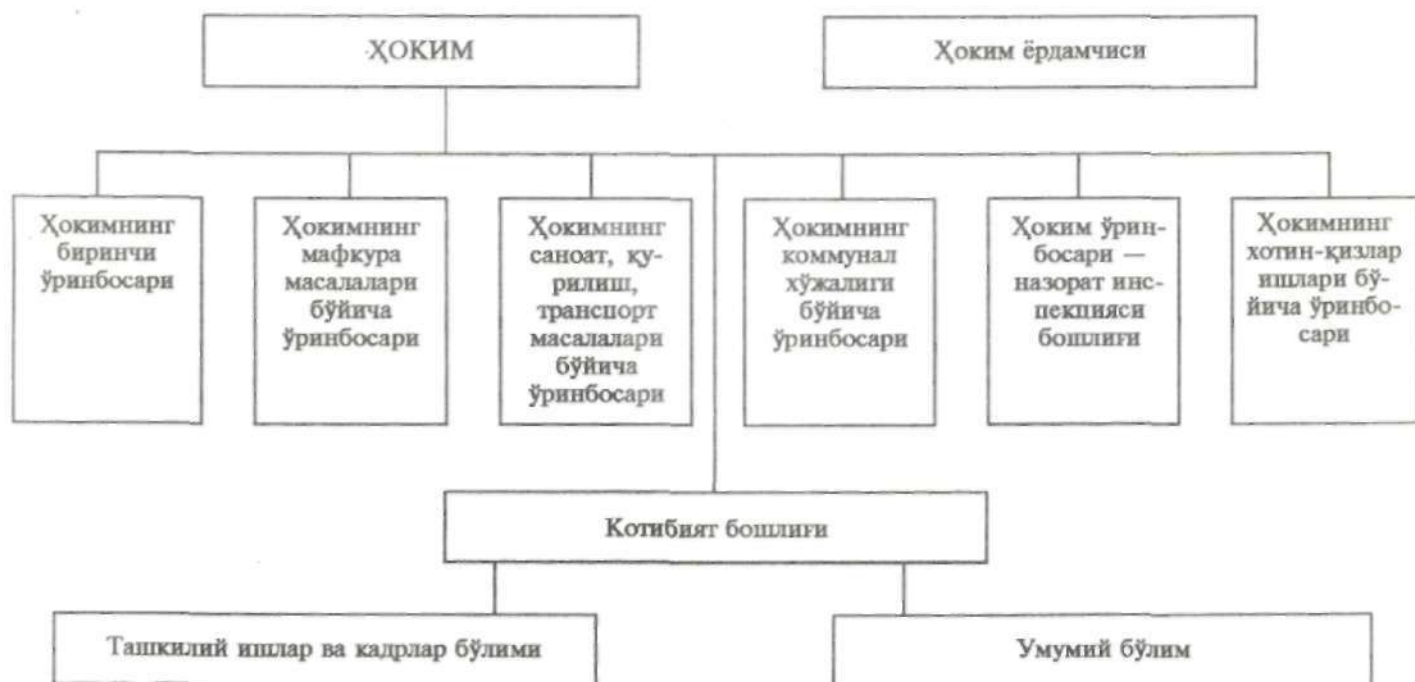 ҲОКИМ
Ҳоким ёрдамчиси
Ҳокимнинг
биринчи
ўринбосари
Ҳокимнинг
мафкура
масалалари
бўйича
ўринбосари
Ҳокимнинг
саноат, қу-
рилиш,
транспорт
масалалари
бўйича
ўринбосари
Ҳокимнинг
коммунал
хўжалиги
бўйича
ўринбосари
Ҳоким ўрин-
босари —
назорат инс-
пекцияси
бошлиғи
Ҳокимнинг
хотин-қизлар
ишлари бў-
йича ўринбо-
сари
Котибият бошлиғи
Ташкилий ишлар ва кадрлар бўлими
Умумий бўлим